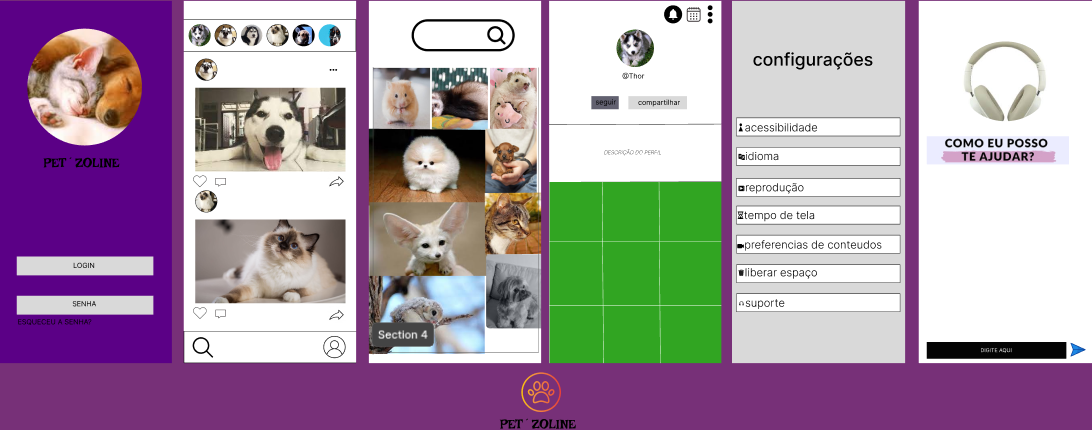 PET´ZOLINE
LOGIN
SENHA
ESQUECEU A SENHA?
Section 4
@Thor
seguir
compartilhar
DESCRIÇÃO DO PERFIL
configurações
acessibilidade
idioma
reprodução
tempo de tela
preferencias de conteudos
liberar espaço
suporte
COMO EU POSSO
TE AJUDAR?
DIGITE AQUI
PET´ZOLINE